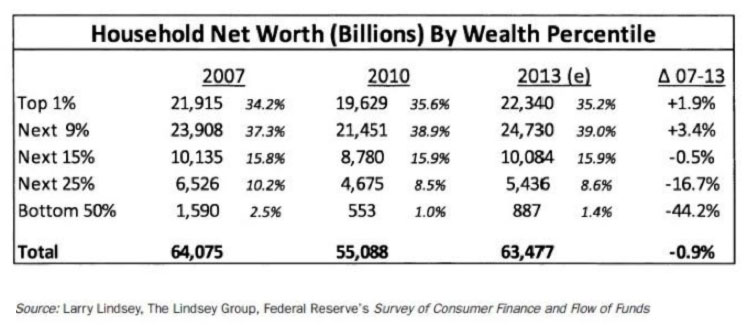 Household Net Worth (Billions) By Wealth Percentile
2007 2010 2013 (e) Δ 07-13
Top 1% 21,915 34.2% 19,629 35.6% 22,340 35.2% +1.9%
Next 9% 23,908 37.3% 21,451 38.9% 24,730 39.0% +3.4%
Next 15% 10,135 15.8% 8,780 15.9% 10,084 15.9% -0.5%
Next 25% 6,526 10.2% 4,675 8.5% 5,436 8.6% -16.7%
Bottom 50% 1,590 2.5% 553 1.0% 887 1.4% -44.2%
Total 64,075 55,088 63,477 -0.9%
Source: Larry Lindsey, The Lindsey Group, Federal Reserve's Survey of Consumer Finance and Flow of Funds